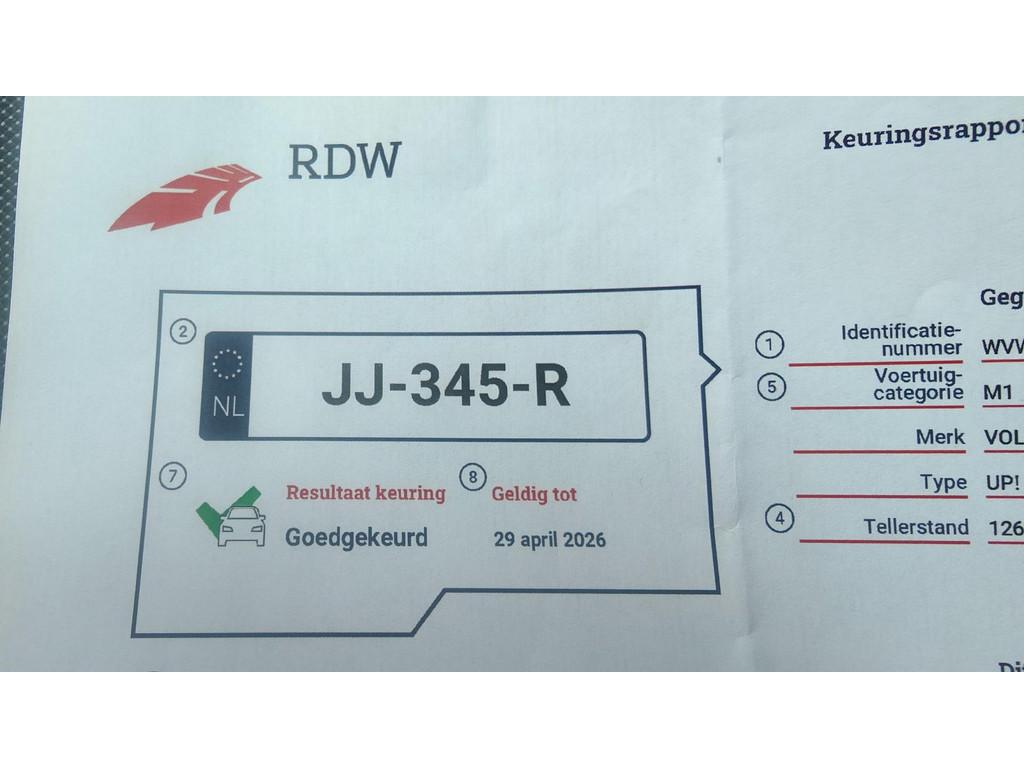 RDW
Keuringsrappor
2
NL
JJ-345-R
7
Resultaat keuring
Goedgekeurd
8
Geldig tot
29 april 2026
Geg
1
Identificatie-
nummer
WVW
5
Voertuig-
categorie
M1
Merk
VOL
Type
UP!
4
Tellerstand
126